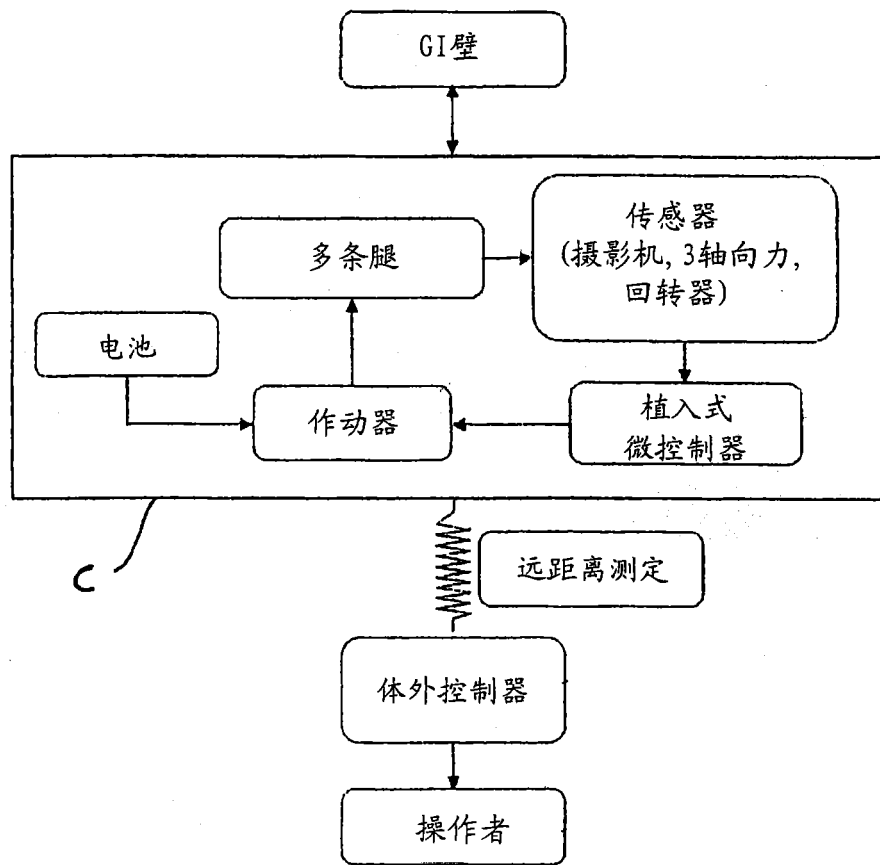 GI壁
传感器
(摄影机,3轴向力,
回转器)
多条腿
电池
作动器
植入式
微控制器
C
远距离测定
体外控制器
操作者